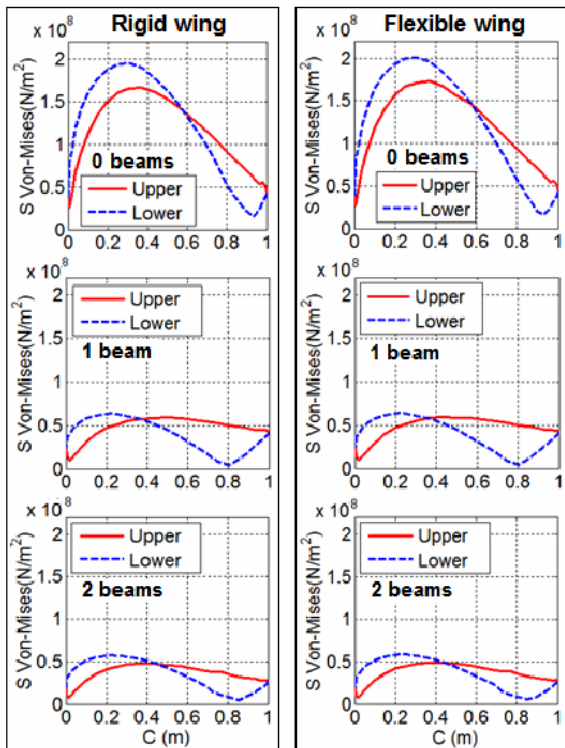 Rigid wing
x 10^8
S Von-Mises(N/m^2)
2
1.5
1
0.5
0
0 beams
Upper
Lower
0 0.2 0.4 0.6 0.8 1
x 10^8
S Von-Mises(N/m^2)
2
1.5
1
0.5
0
Upper
Lower
1 beam
0 0.2 0.4 0.6 0.8 1
x 10^8
S Von-Mises(N/m^2)
2
1.5
1
0.5
0
Upper
Lower
2 beams
0 0.2 0.4 0.6 0.8 1
C (m)
Flexible wing
x 10^8
S Von-Mises(N/m^2)
2
1.5
1
0.5
0
0 beams
Upper
Lower
0 0.2 0.4 0.6 0.8 1
x 10^8
S Von-Mises(N/m^2)
2
1.5
1
0.5
0
Upper
Lower
1 beam
0 0.2 0.4 0.6 0.8 1
x 10^8
S Von-Mises(N/m^2)
2
1.5
1
0.5
0
Upper
Lower
2 beams
0 0.2 0.4 0.6 0.8 1
C (m)